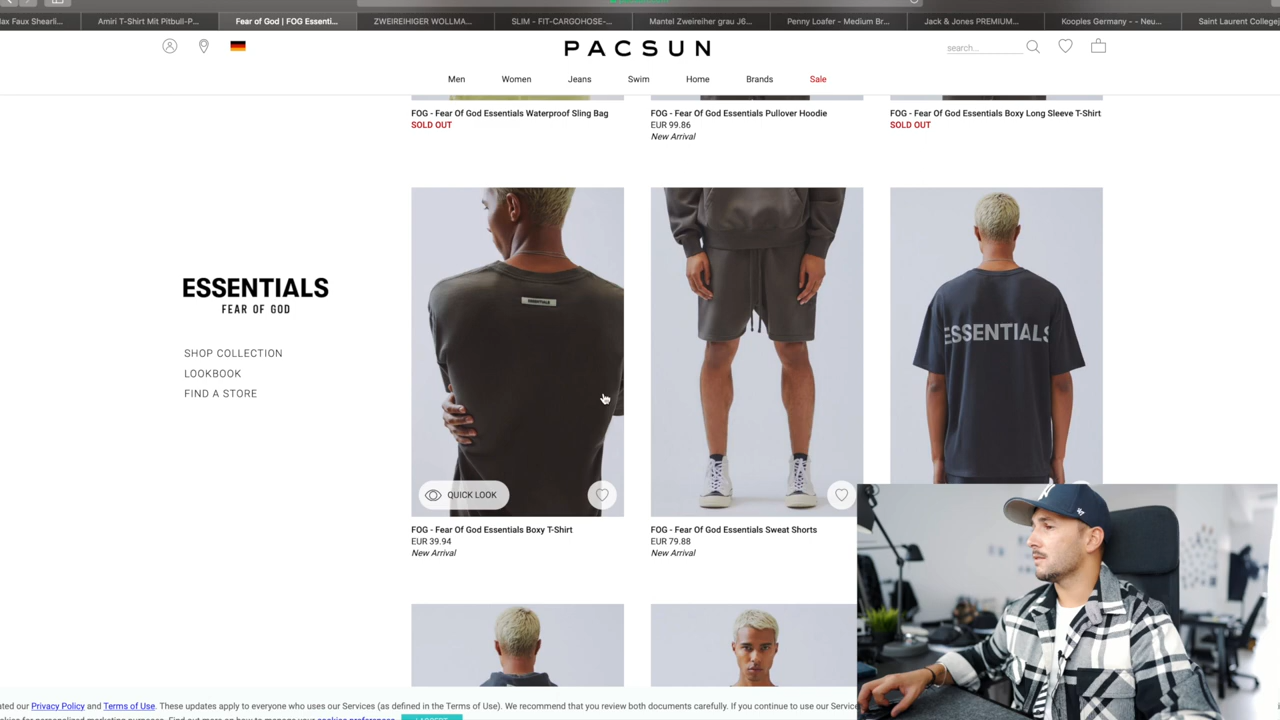 ax Faux Shearli...
Amiri T-Shirt Mit Pitbull-P...
Fear of God | FOG Essenti...
ZWEIREIHIGER WOLLMA...
SLIM - FIT-CARGOHOSE-...
Mantel Zweireiher grau J6...
Penny Loafer - Medium Br...
Jack & Jones PREMIUM...
Kooples Germany - - Neu...
Saint Laurent Collegej
PACSUN
search...
Men Women Jeans Swim Home Brands Sale
FOG - Fear Of God Essentials Waterproof Sling Bag
SOLD OUT
FOG - Fear Of God Essentials Pullover Hoodie
EUR 99.86
New Arrival
FOG - Fear Of God Essentials Boxy Long Sleeve T-Shirt
SOLD OUT
ESSENTIALS
FEAR OF GOD
SHOP COLLECTION
LOOKBOOK
FIND A STORE
ESSENTIALS
ESSENTIALS
QUICK LOOK
FOG - Fear Of God Essentials Boxy T-Shirt
EUR 39.94
New Arrival
FOG - Fear Of God Essentials Sweat Shorts
EUR 79.88
New Arrival
ated our Privacy Policy and Terms of Use. These updates apply to everyone who uses our Services (as defined in the Terms of Use). We recommend that you review both documents carefully. If you continue to use our Service